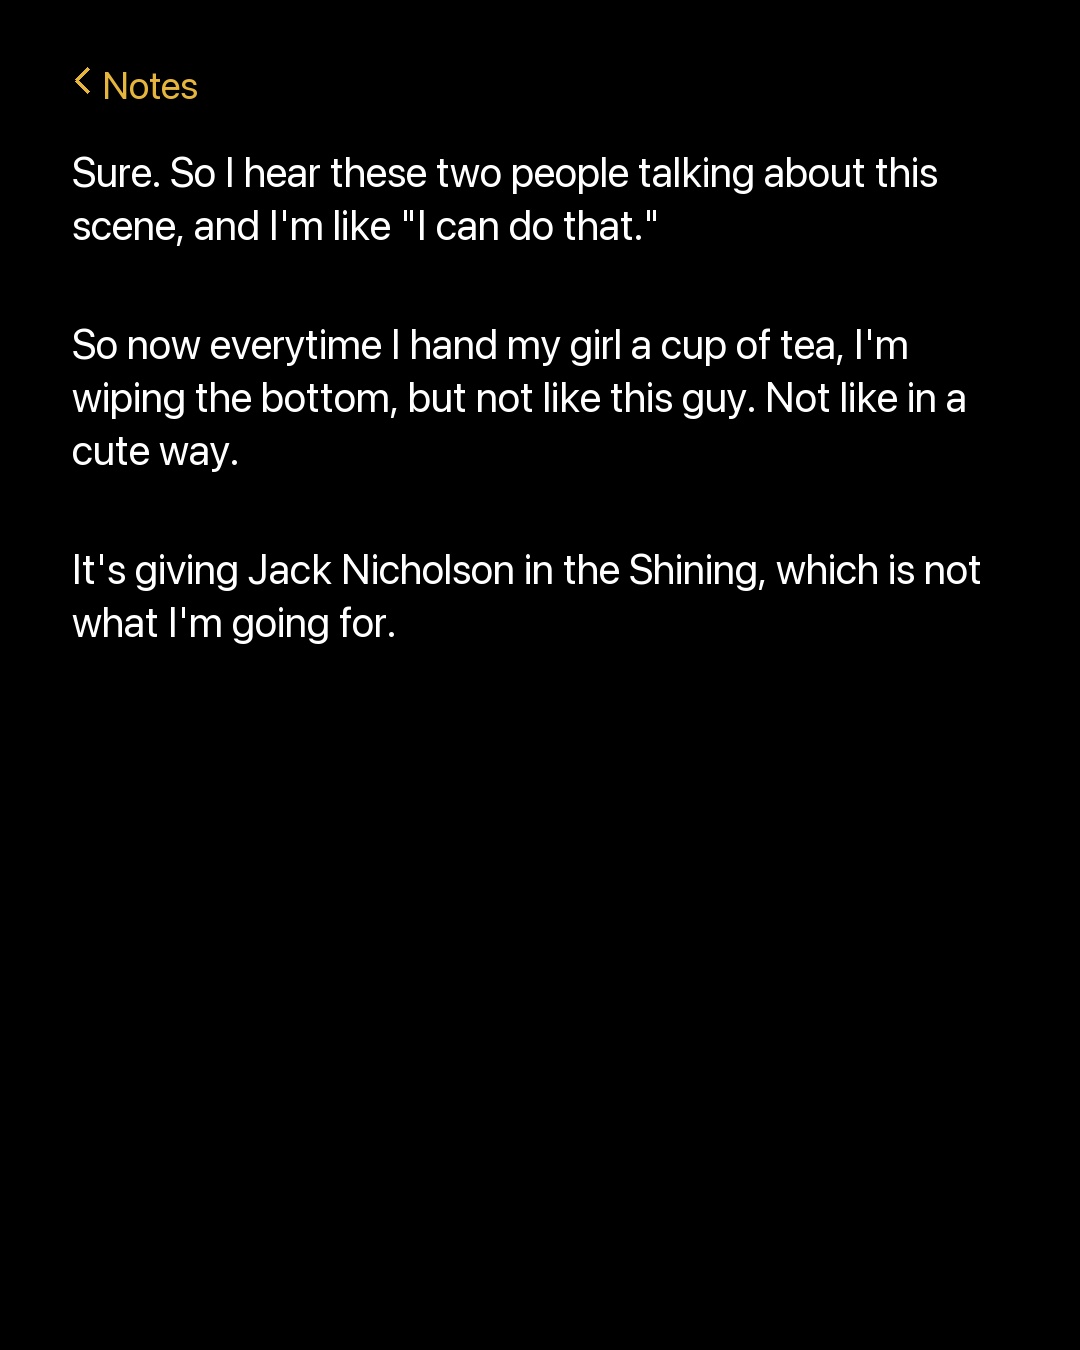 Notes
Sure. So I hear these two people talking about this
scene, and I'm like "I can do that."
So now everytime I hand my girl a cup of tea, I'm
wiping the bottom, but not like this guy. Not like in a
cute way.
It's giving Jack Nicholson in the Shining, which is not
what I'm going for.